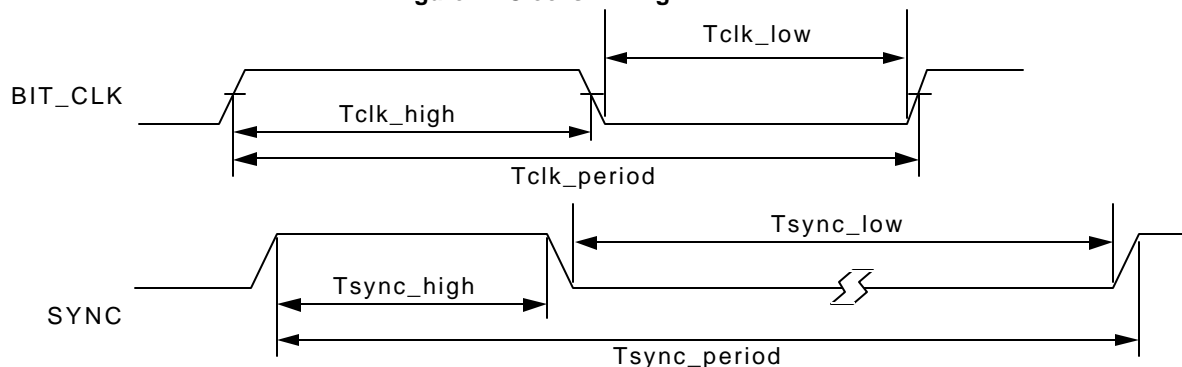 Tclk_low
BIT_CLK
Tclk_high
Tclk_period
Tsync_low
Tsync_high
SYNC
Tsync_period